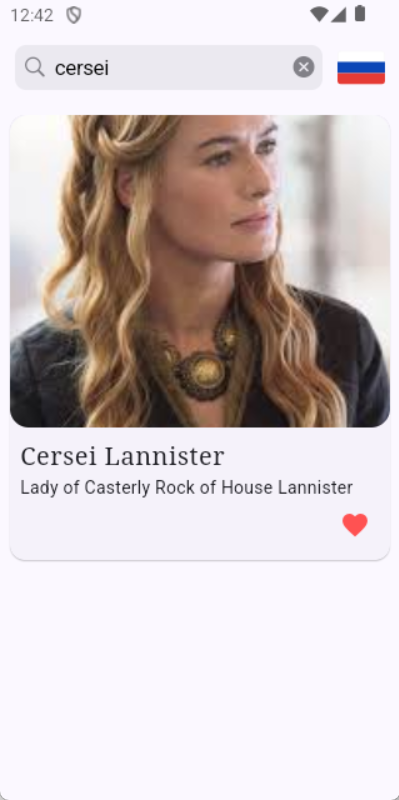 12:42
cersei
Cersei Lannister
Lady of Casterly Rock of House Lannister